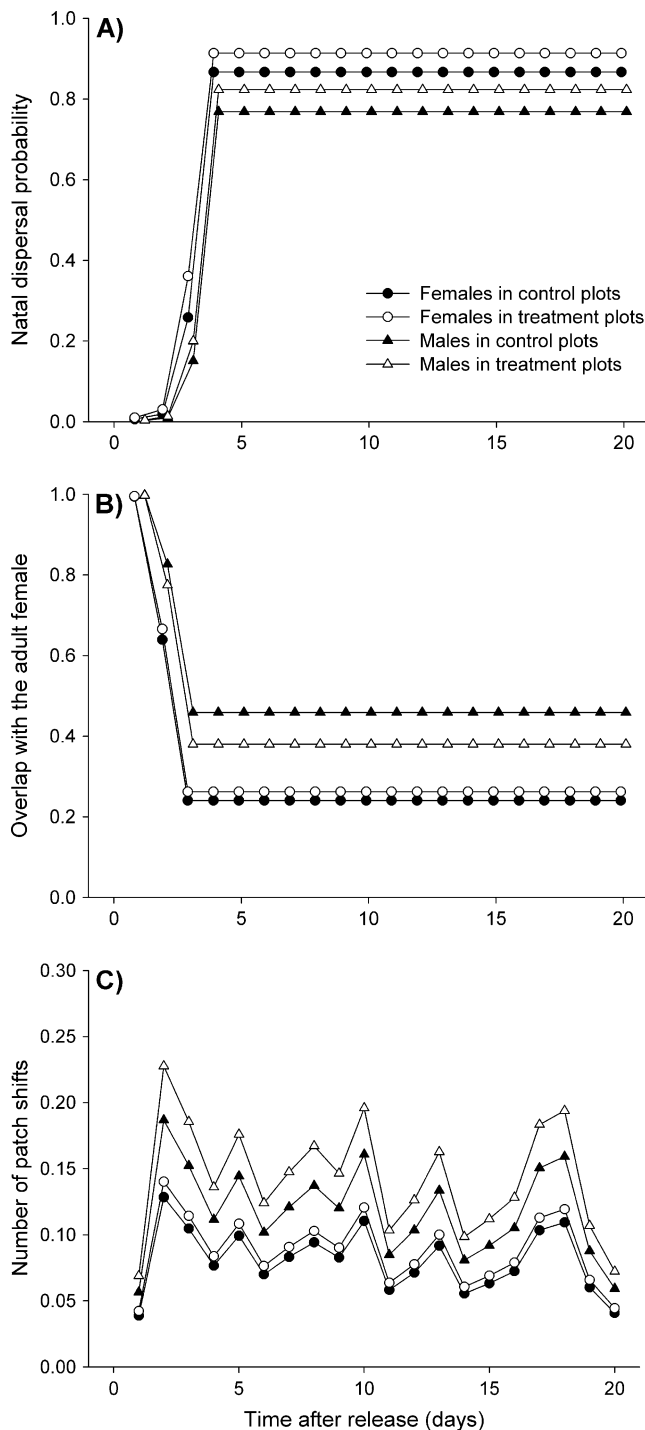 A)
Natal dispersal probability
1.0
0.8
0.6
0.4
0.2
0.0
Females in control plots
Females in treatment plots
Males in control plots
Males in treatment plots
0 5 10 15 20
B)
Overlap with the adult female
1.0
0.8
0.6
0.4
0.2
0.0
0 5 10 15 20
C)
Number of patch shifts
0.30
0.25
0.20
0.15
0.10
0.05
0.00
0 5 10 15 20
Time after release (days)